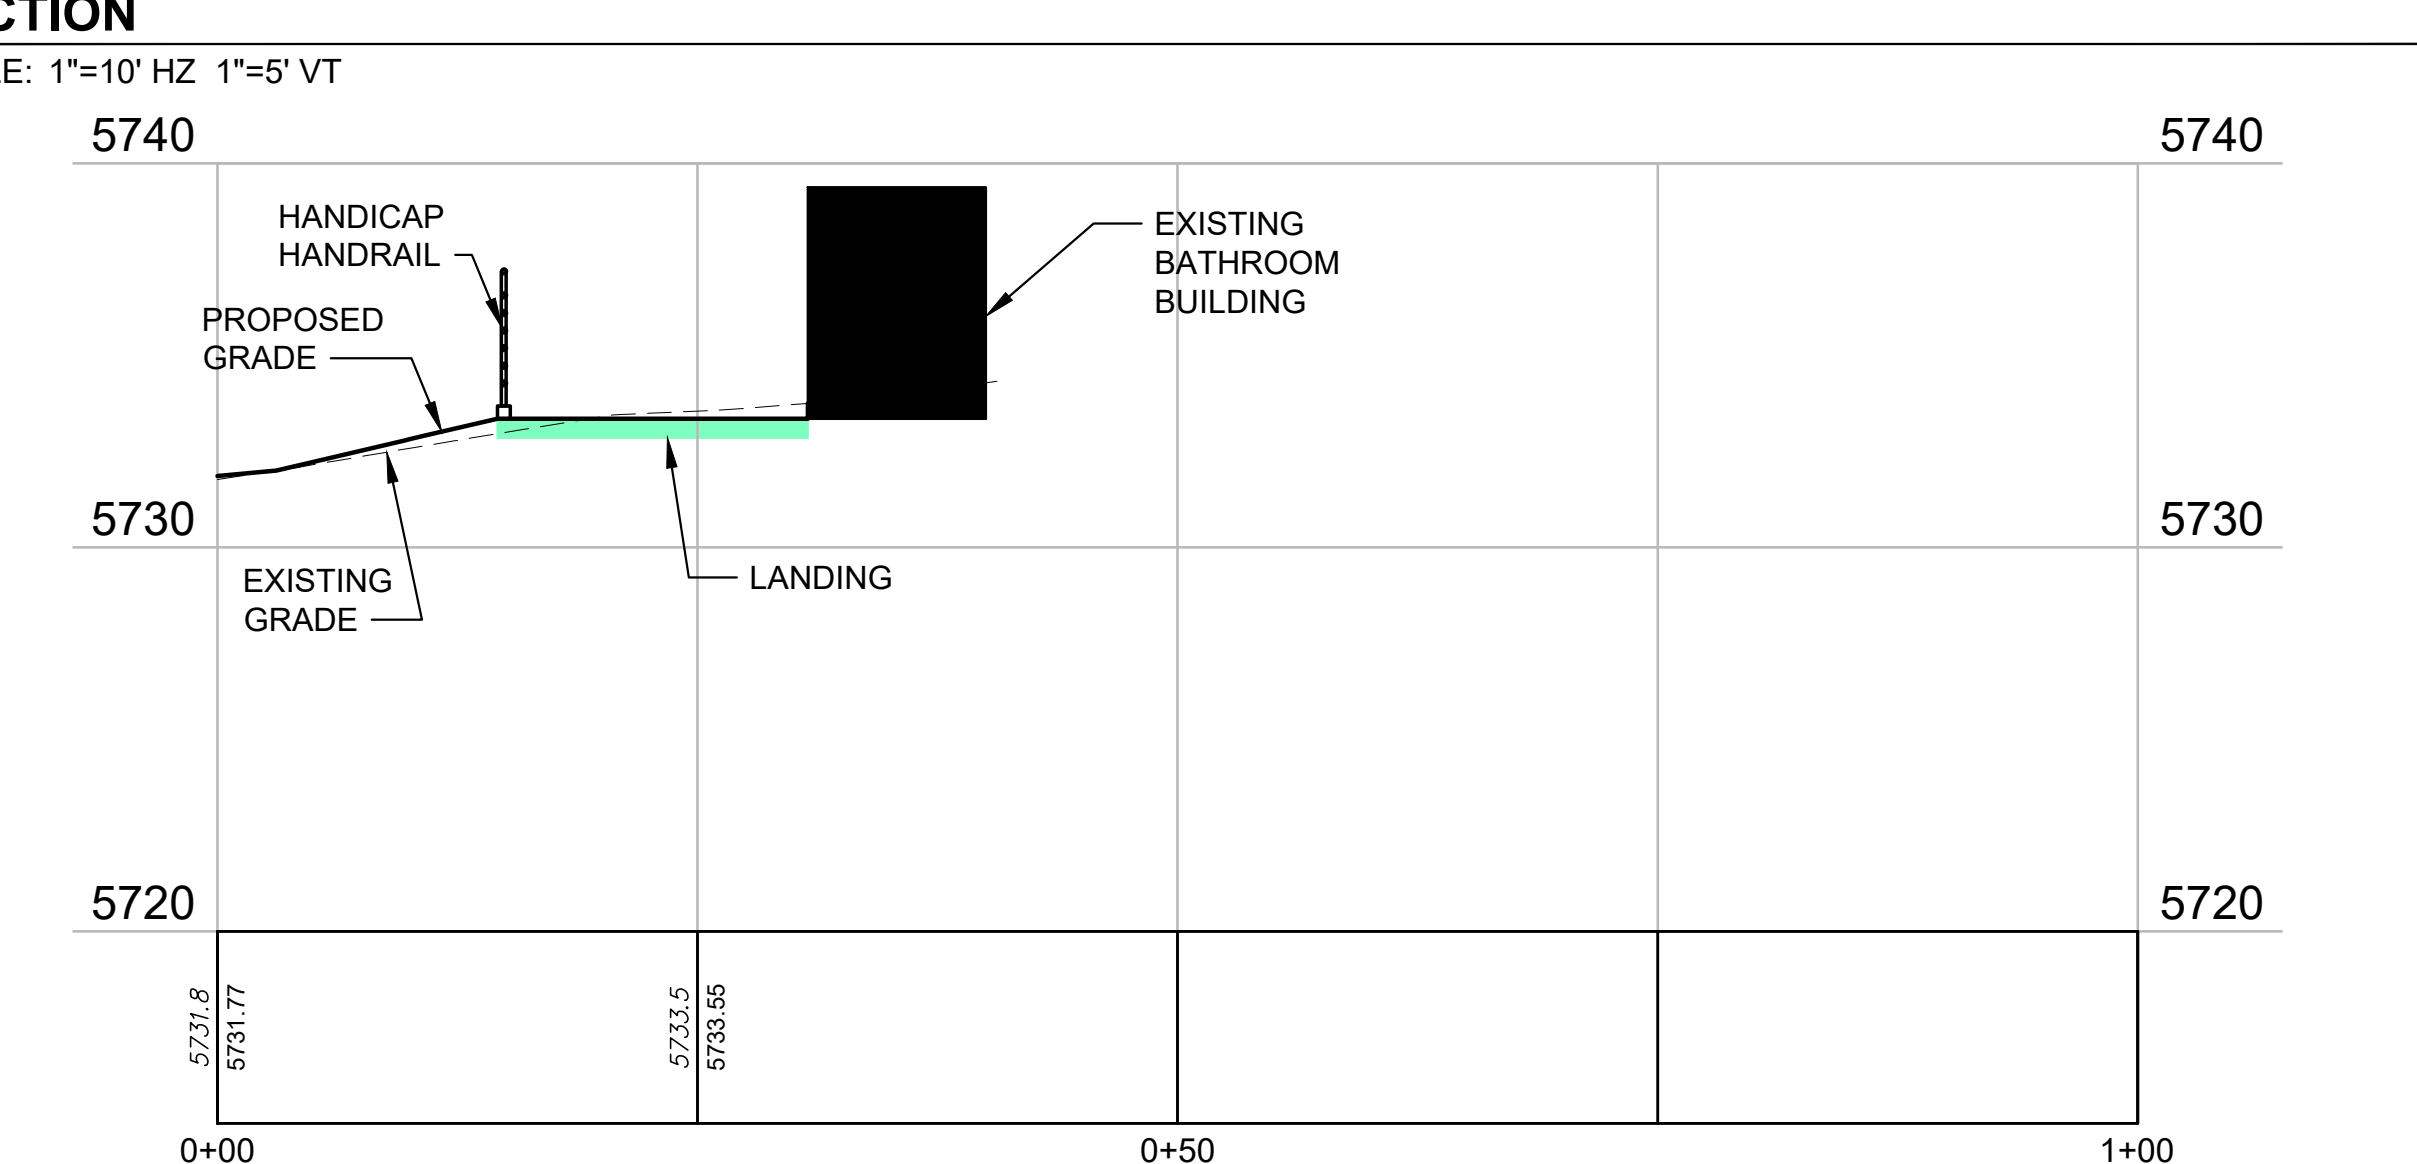 CTION
E: 1"=10' HZ 1"=5' VT
5740
5740
HANDICAP
HANDRAIL
EXISTING
BATHROOM
BUILDING
PROPOSED
GRADE
5730
5730
EXISTING
GRADE
LANDING
5720
5720
5731.8
5731.77
5733.5
5733.55
0+00
0+50
1+00